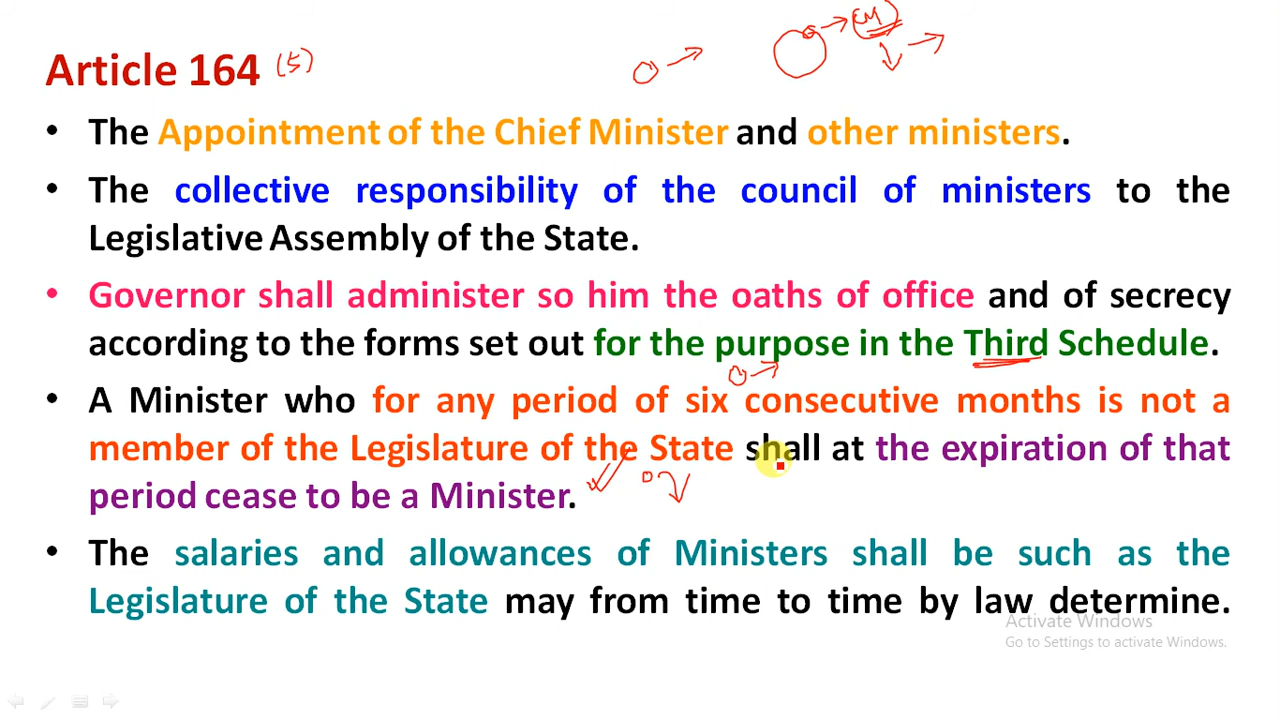 Article 164 (5)
CM
• The Appointment of the Chief Minister and other ministers.
• The collective responsibility of the council of ministers to the
Legislative Assembly of the State.
• Governor shall administer so him the oaths of office and of secrecy
according to the forms set out for the purpose in the Third Schedule.
• A Minister who for any period of six consecutive months is not a
member of the Legislature of the State shall at the expiration of that
period cease to be a Minister.
• The salaries and allowances of Ministers shall be such as the
Legislature of the State may from time to time by law determine.
Activate Windows
Go to Settings to activate Windows.